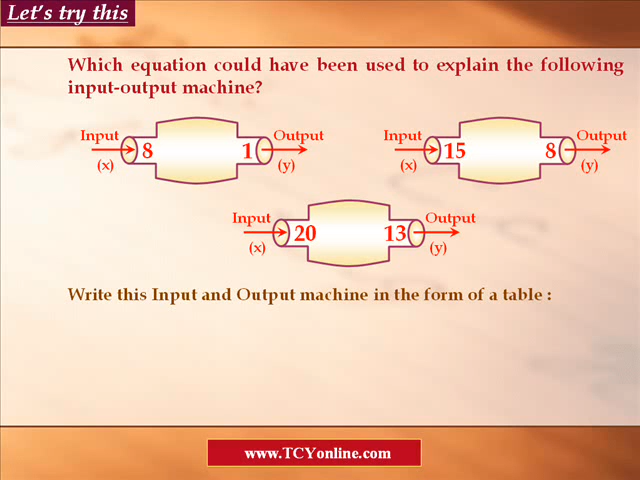 Let's try this
Which equation could have been used to explain the following
input-output machine?
Input Output
(x) 8 1 (y)
Input Output
(x) 15 8 (y)
Input Output
(x) 20 13 (y)
Write this Input and Output machine in the form of a table :
www.TCYonline.com